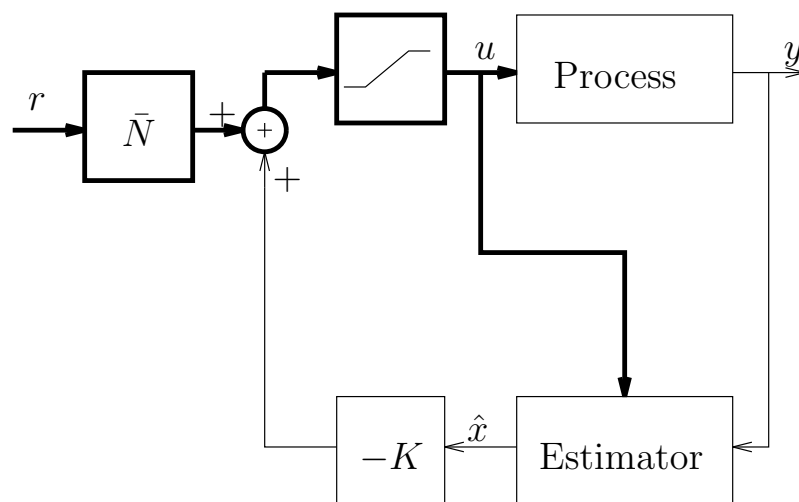 r
N̄
+
+
+
u
Process
y
−K
x̂
Estimator